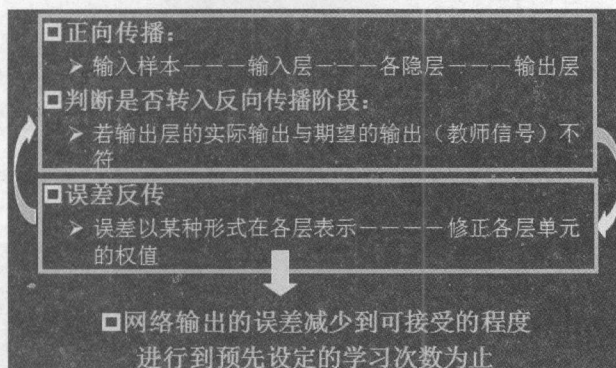 正向传播：
输入样本－－－输入层－－－各隐层－－－输出层
判断是否转入反向传播阶段：
若输出层的实际输出与期望的输出（教师信号）不
符
误差反传
误差以某种形式在各层表示－－－－修正各层单元
的权值
网络输出的误差减少到可接受的程度
进行到预先设定的学习次数为止